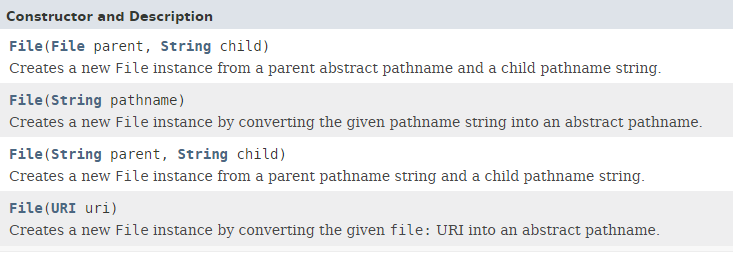 Constructor and Description
File(File parent, String child)
Creates a new File instance from a parent abstract pathname and a child pathname string.
File(String pathname)
Creates a new File instance by converting the given pathname string into an abstract pathname.
File(String parent, String child)
Creates a new File instance from a parent pathname string and a child pathname string.
File(URI uri)
Creates a new File instance by converting the given file: URI into an abstract pathname.